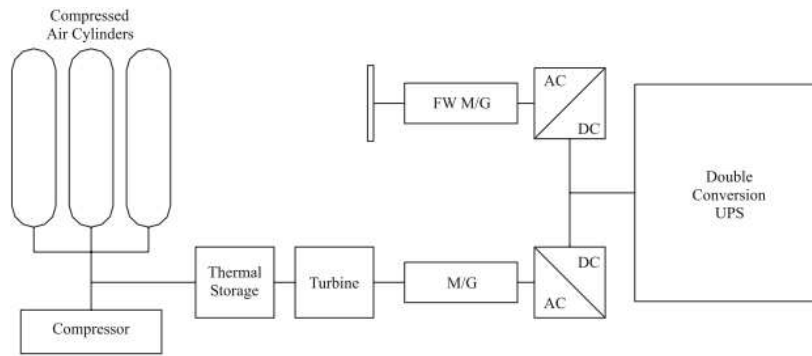 Compressed
Air Cylinders
FW M/G
AC
DC
Double
Conversion
UPS
Thermal
Storage
Turbine
M/G
DC
AC
Compressor